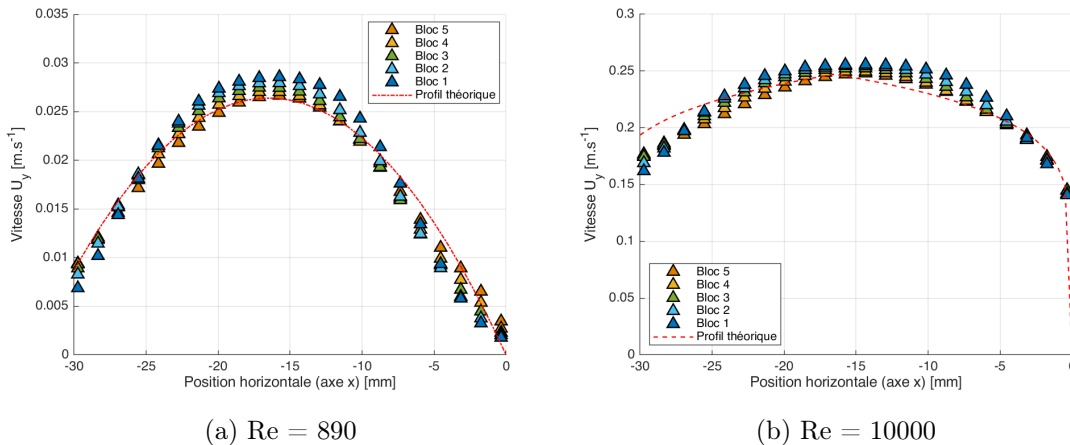 0.035
0.03
0.025
0.02
0.015
0.01
0.005
0
Vitesse Uy [m.s-1]
Bloc 5
Bloc 4
Bloc 3
Bloc 2
Bloc 1
Profil théorique
-30 -25 -20 -15 -10 -5 0
Position horizontale (axe x) [mm]
(a) Re = 890
0.3
0.25
0.2
0.15
0.1
0.05
0
Vitesse Uy [m.s-1]
Bloc 5
Bloc 4
Bloc 3
Bloc 2
Bloc 1
Profil théorique
-30 -25 -20 -15 -10 -5 0
Position horizontale (axe x) [mm]
(b) Re = 10000